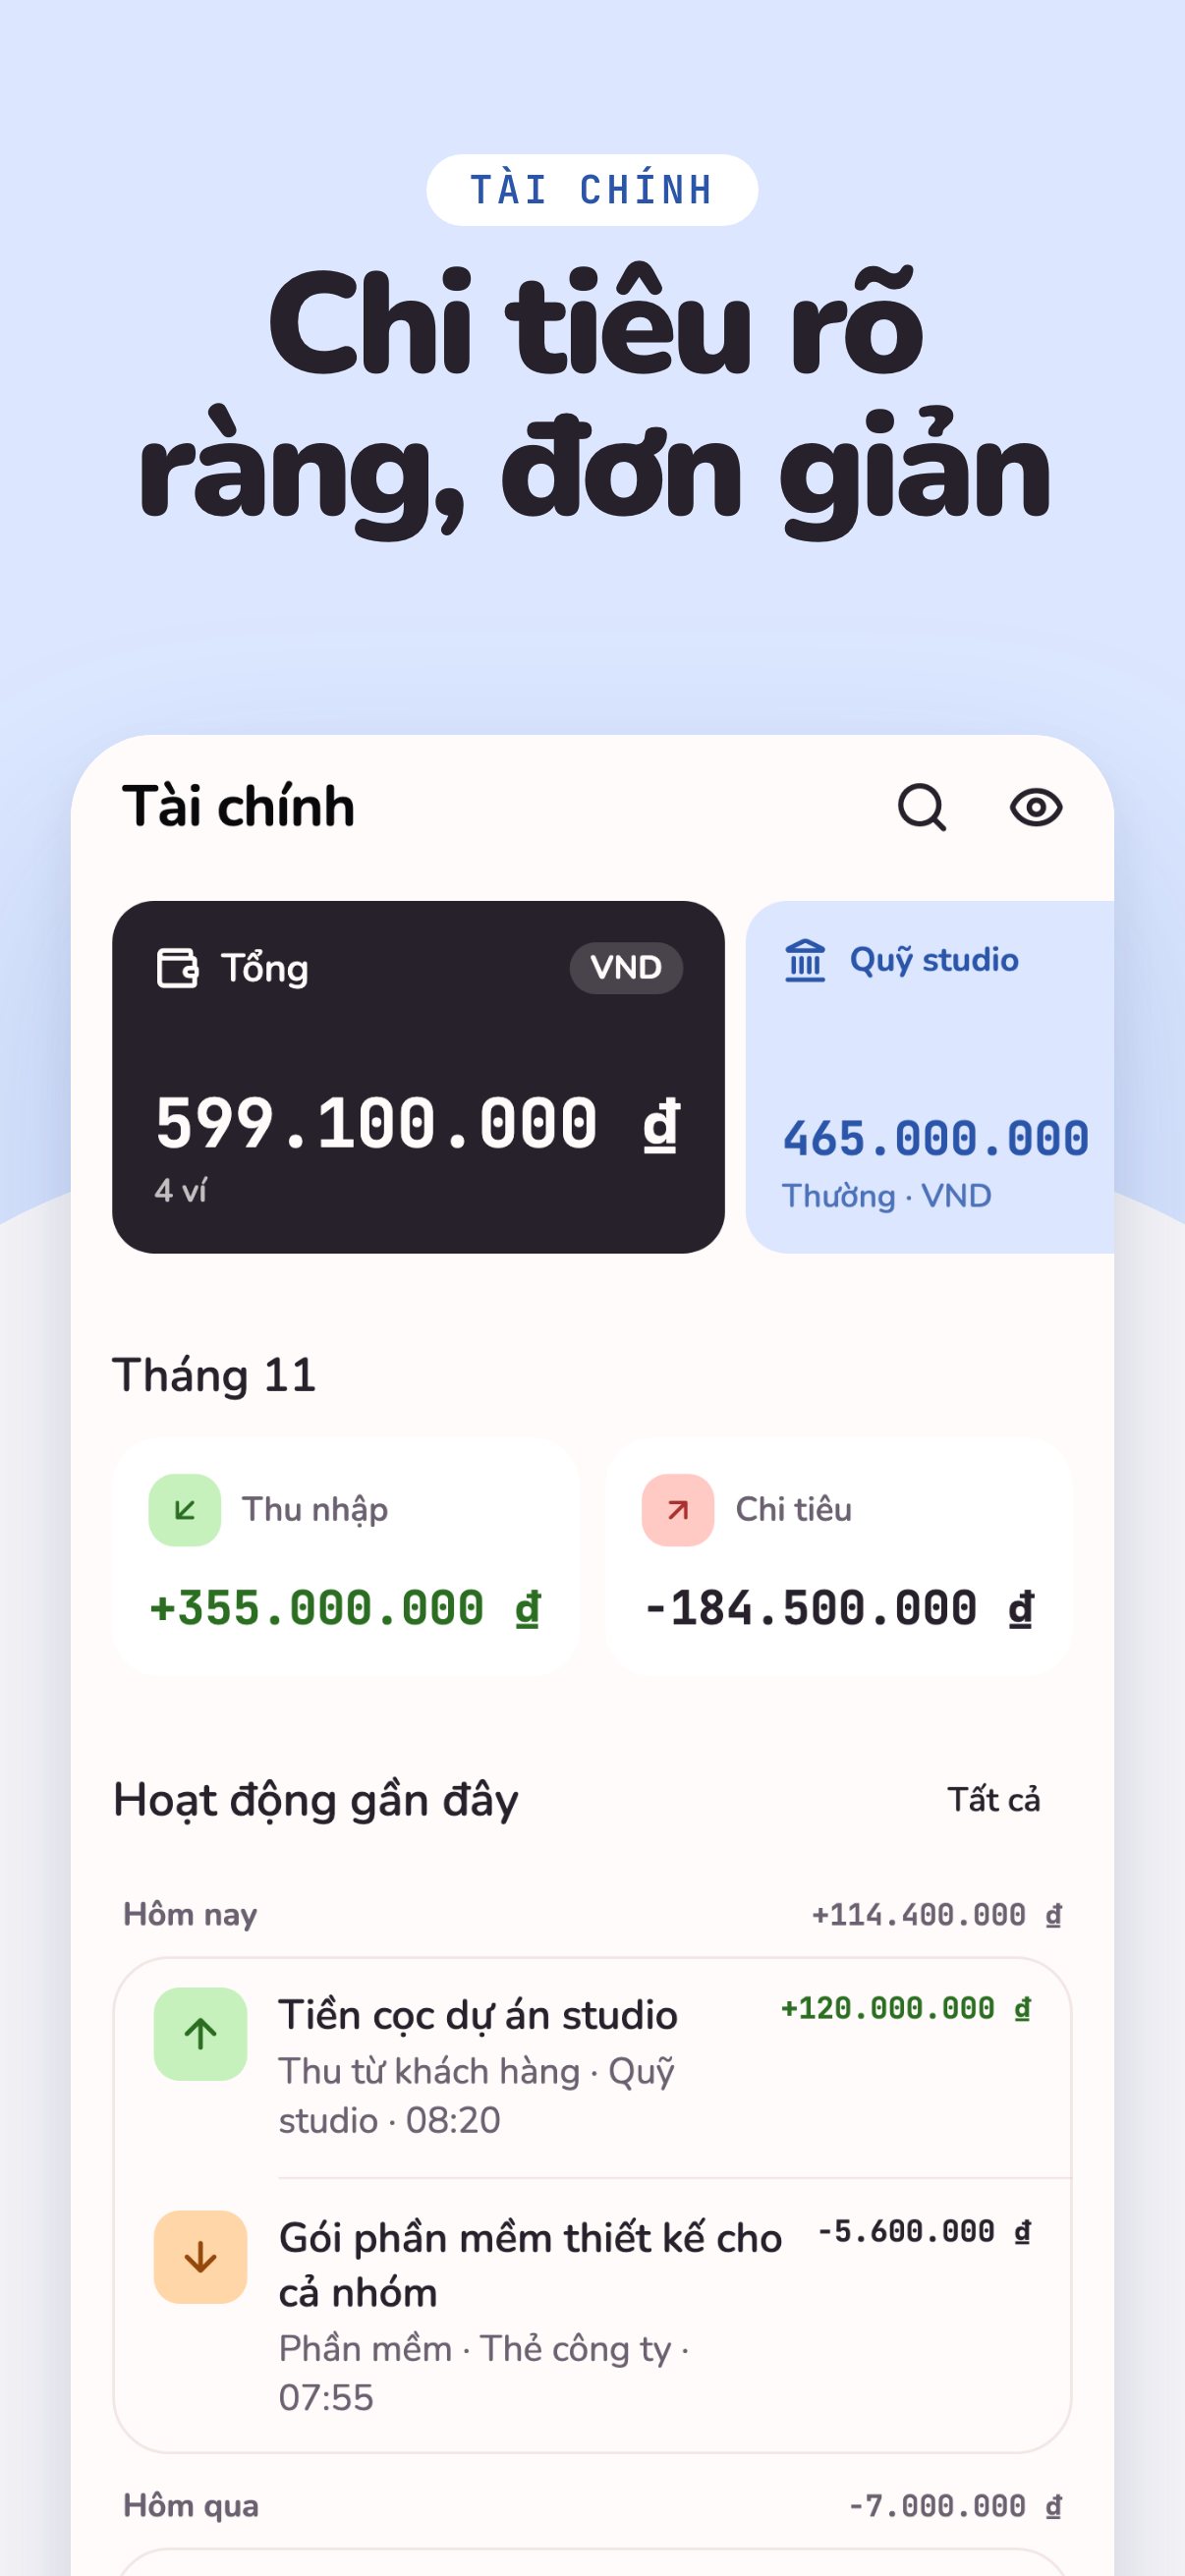 TÀI CHÍNH
Chi tiêu rõ
ràng, đơn giản
Tài chính
Tổng
VND
599.100.000 ₫
4 ví
Quỹ studio
465.000.000
Thường · VND
Tháng 11
Thu nhập
+355.000.000 ₫
Chi tiêu
-184.500.000 ₫
Hoạt động gần đây
Tất cả
Hôm nay
+114.400.000 ₫
Tiền cọc dự án studio
+120.000.000 ₫
Thu từ khách hàng · Quỹ
studio · 08:20
Gói phần mềm thiết kế cho
-5.600.000 ₫
cả nhóm
Phần mềm · Thẻ công ty ·
07:55
Hôm qua
-7.000.000 ₫